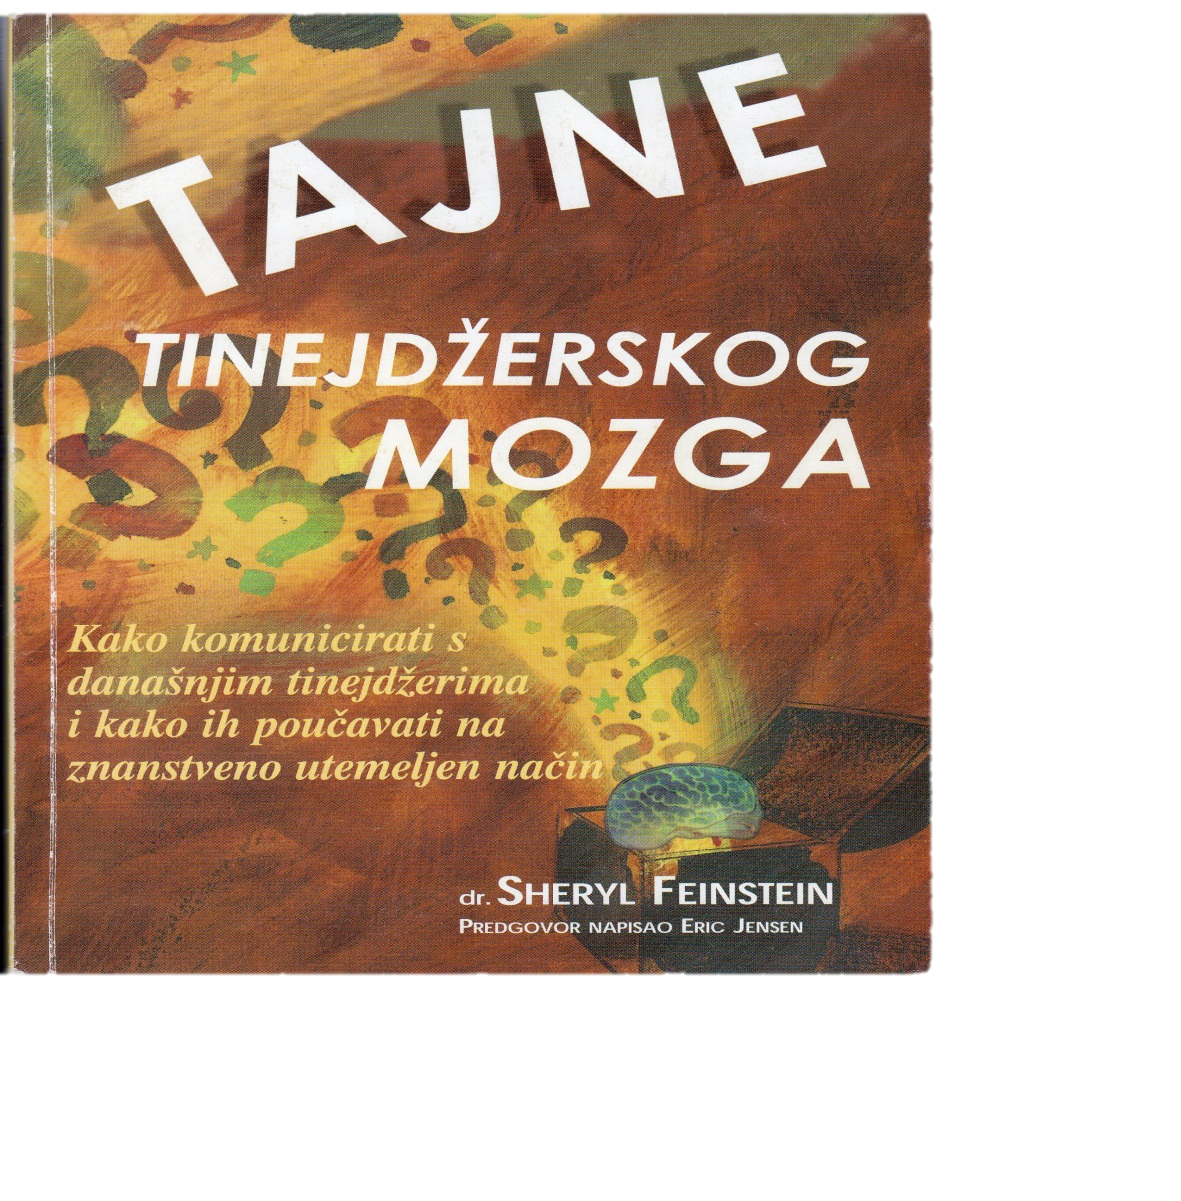 TAJNE
TINEJDŽERSKOG
MOZGA
Kako komunicirati s
današnjim tinejdžerima
i kako ih poučavati na
znanstveno utemeljen način
dr. SHERYL FEINSTEIN
PREDGOVOR NAPISAO ERIC JENSEN